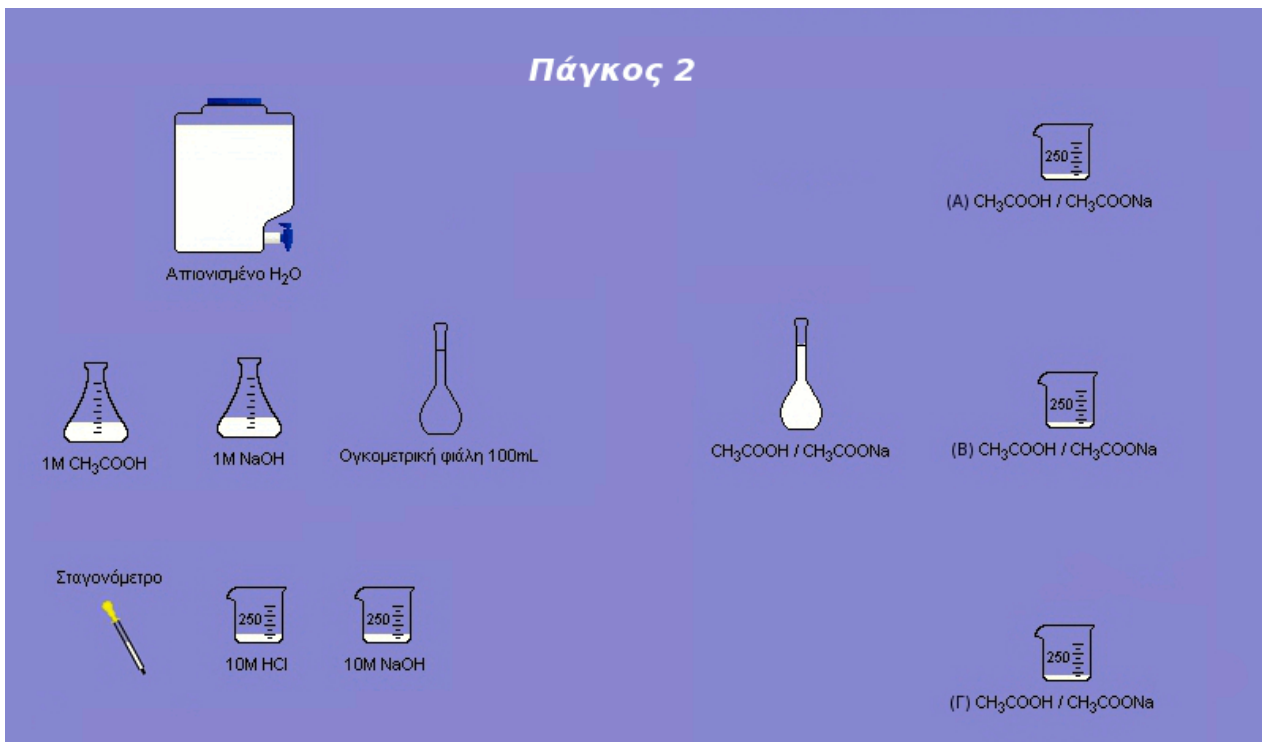 Πάγκος 2
250
(Α) CH₃COOH / CH₃COONa
Απιονισμένο H₂O
1M CH₃COOH
1M NaOH
Ογκομετρική φιάλη 100mL
CH₃COOH / CH₃COONa
250
(Β) CH₃COOH / CH₃COONa
Σταγονόμετρο
250
10M HCl
250
10M NaOH
250
(Γ) CH₃COOH / CH₃COONa